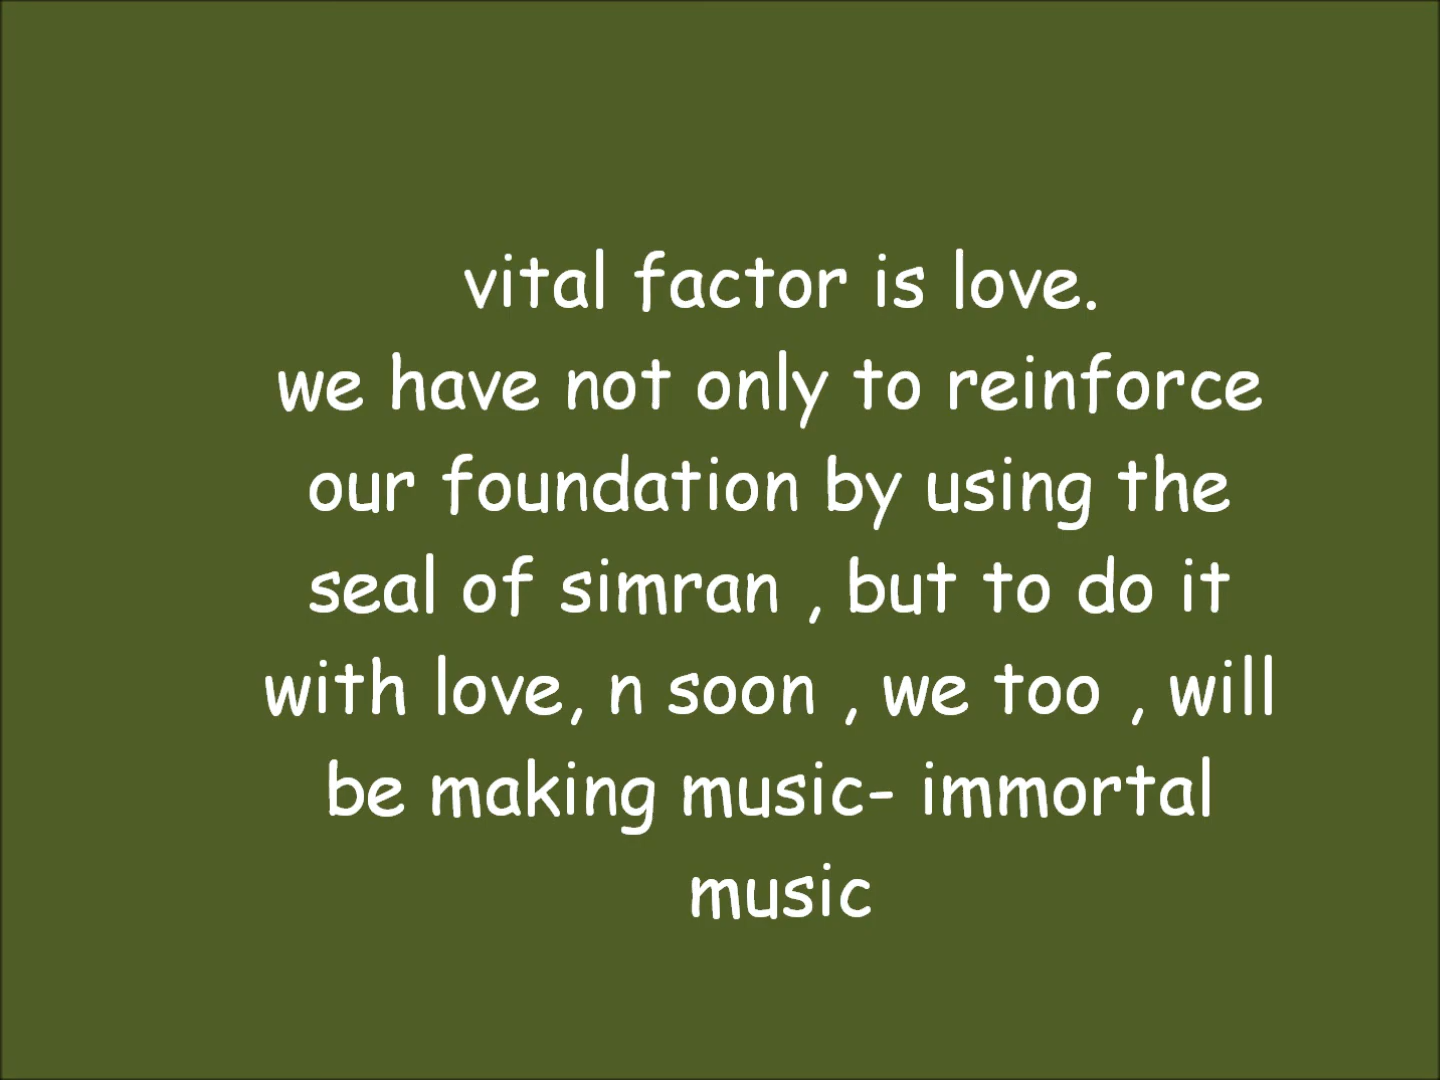 vital factor is love.
we have not only to reinforce
our foundation by using the
seal of simran , but to do it
with love, n soon , we too , will
be making music- immortal
music